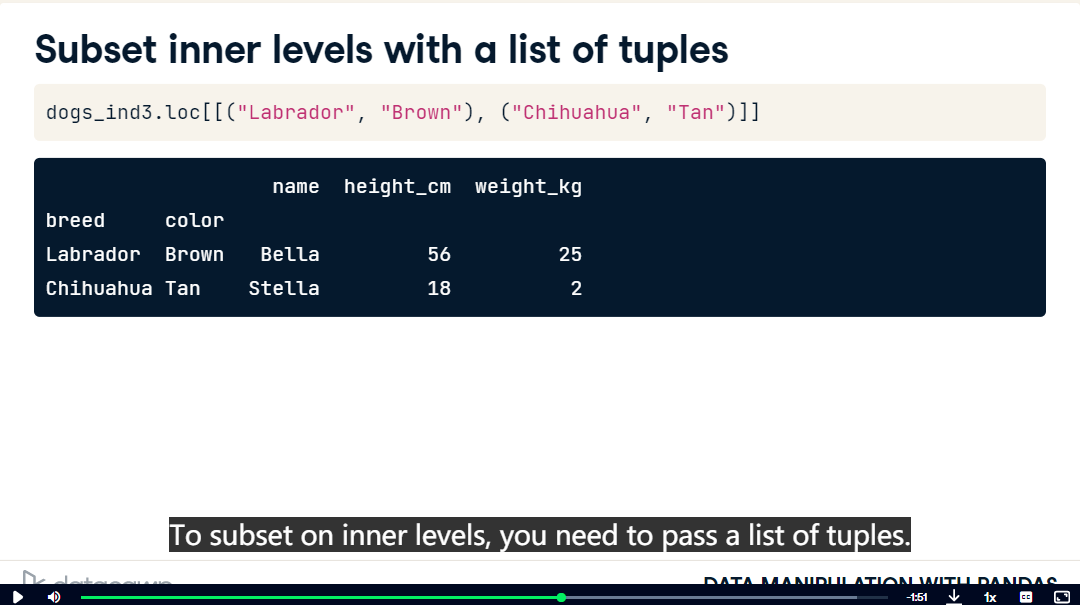 Subset inner levels with a list of tuples
dogs_ind3.loc[[("Labrador", "Brown"), ("Chihuahua", "Tan")]]
name height_cm weight_kg
breed color
Labrador Brown Bella 56 25
Chihuahua Tan Stella 18 2
To subset on inner levels, you need to pass a list of tuples.
datacamp
DATA MANIPULATION WITH PANDAS
-1:51 1x CC